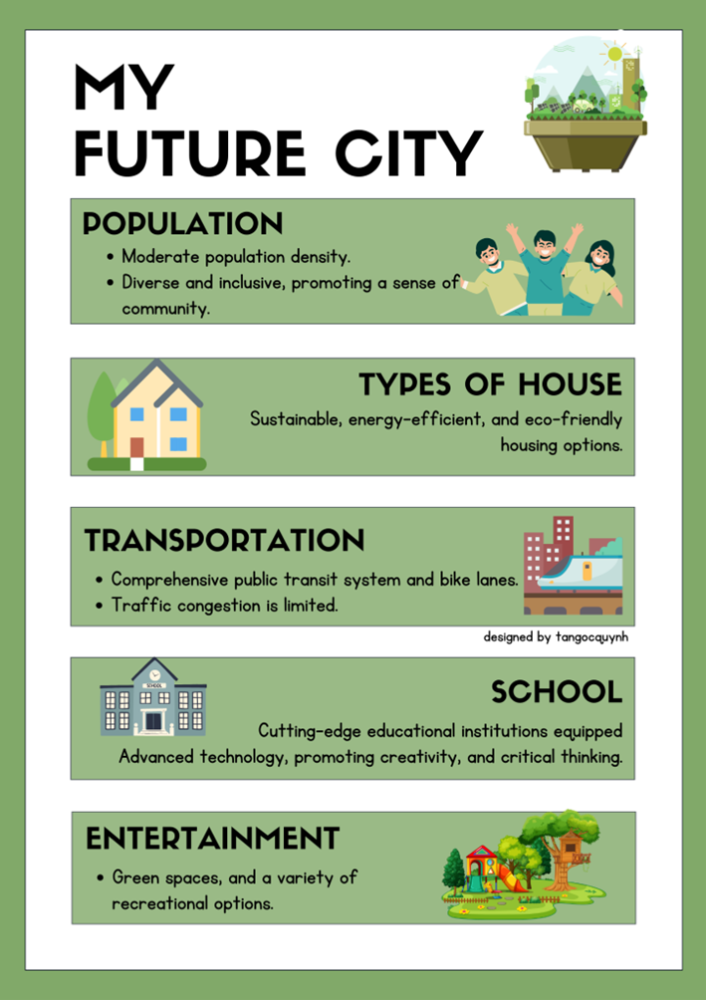 MY
FUTURE CITY
POPULATION
• Moderate population density.
• Diverse and inclusive, promoting a sense of
community.
TYPES OF HOUSE
Sustainable, energy-efficient, and eco-friendly
housing options.
TRANSPORTATION
• Comprehensive public transit system and bike lanes.
• Traffic congestion is limited.
designed by tangocquynh
SCHOOL
SCHOOL
Cutting-edge educational institutions equipped
Advanced technology, promoting creativity, and critical thinking.
ENTERTAINMENT
• Green spaces, and a variety of
recreational options.